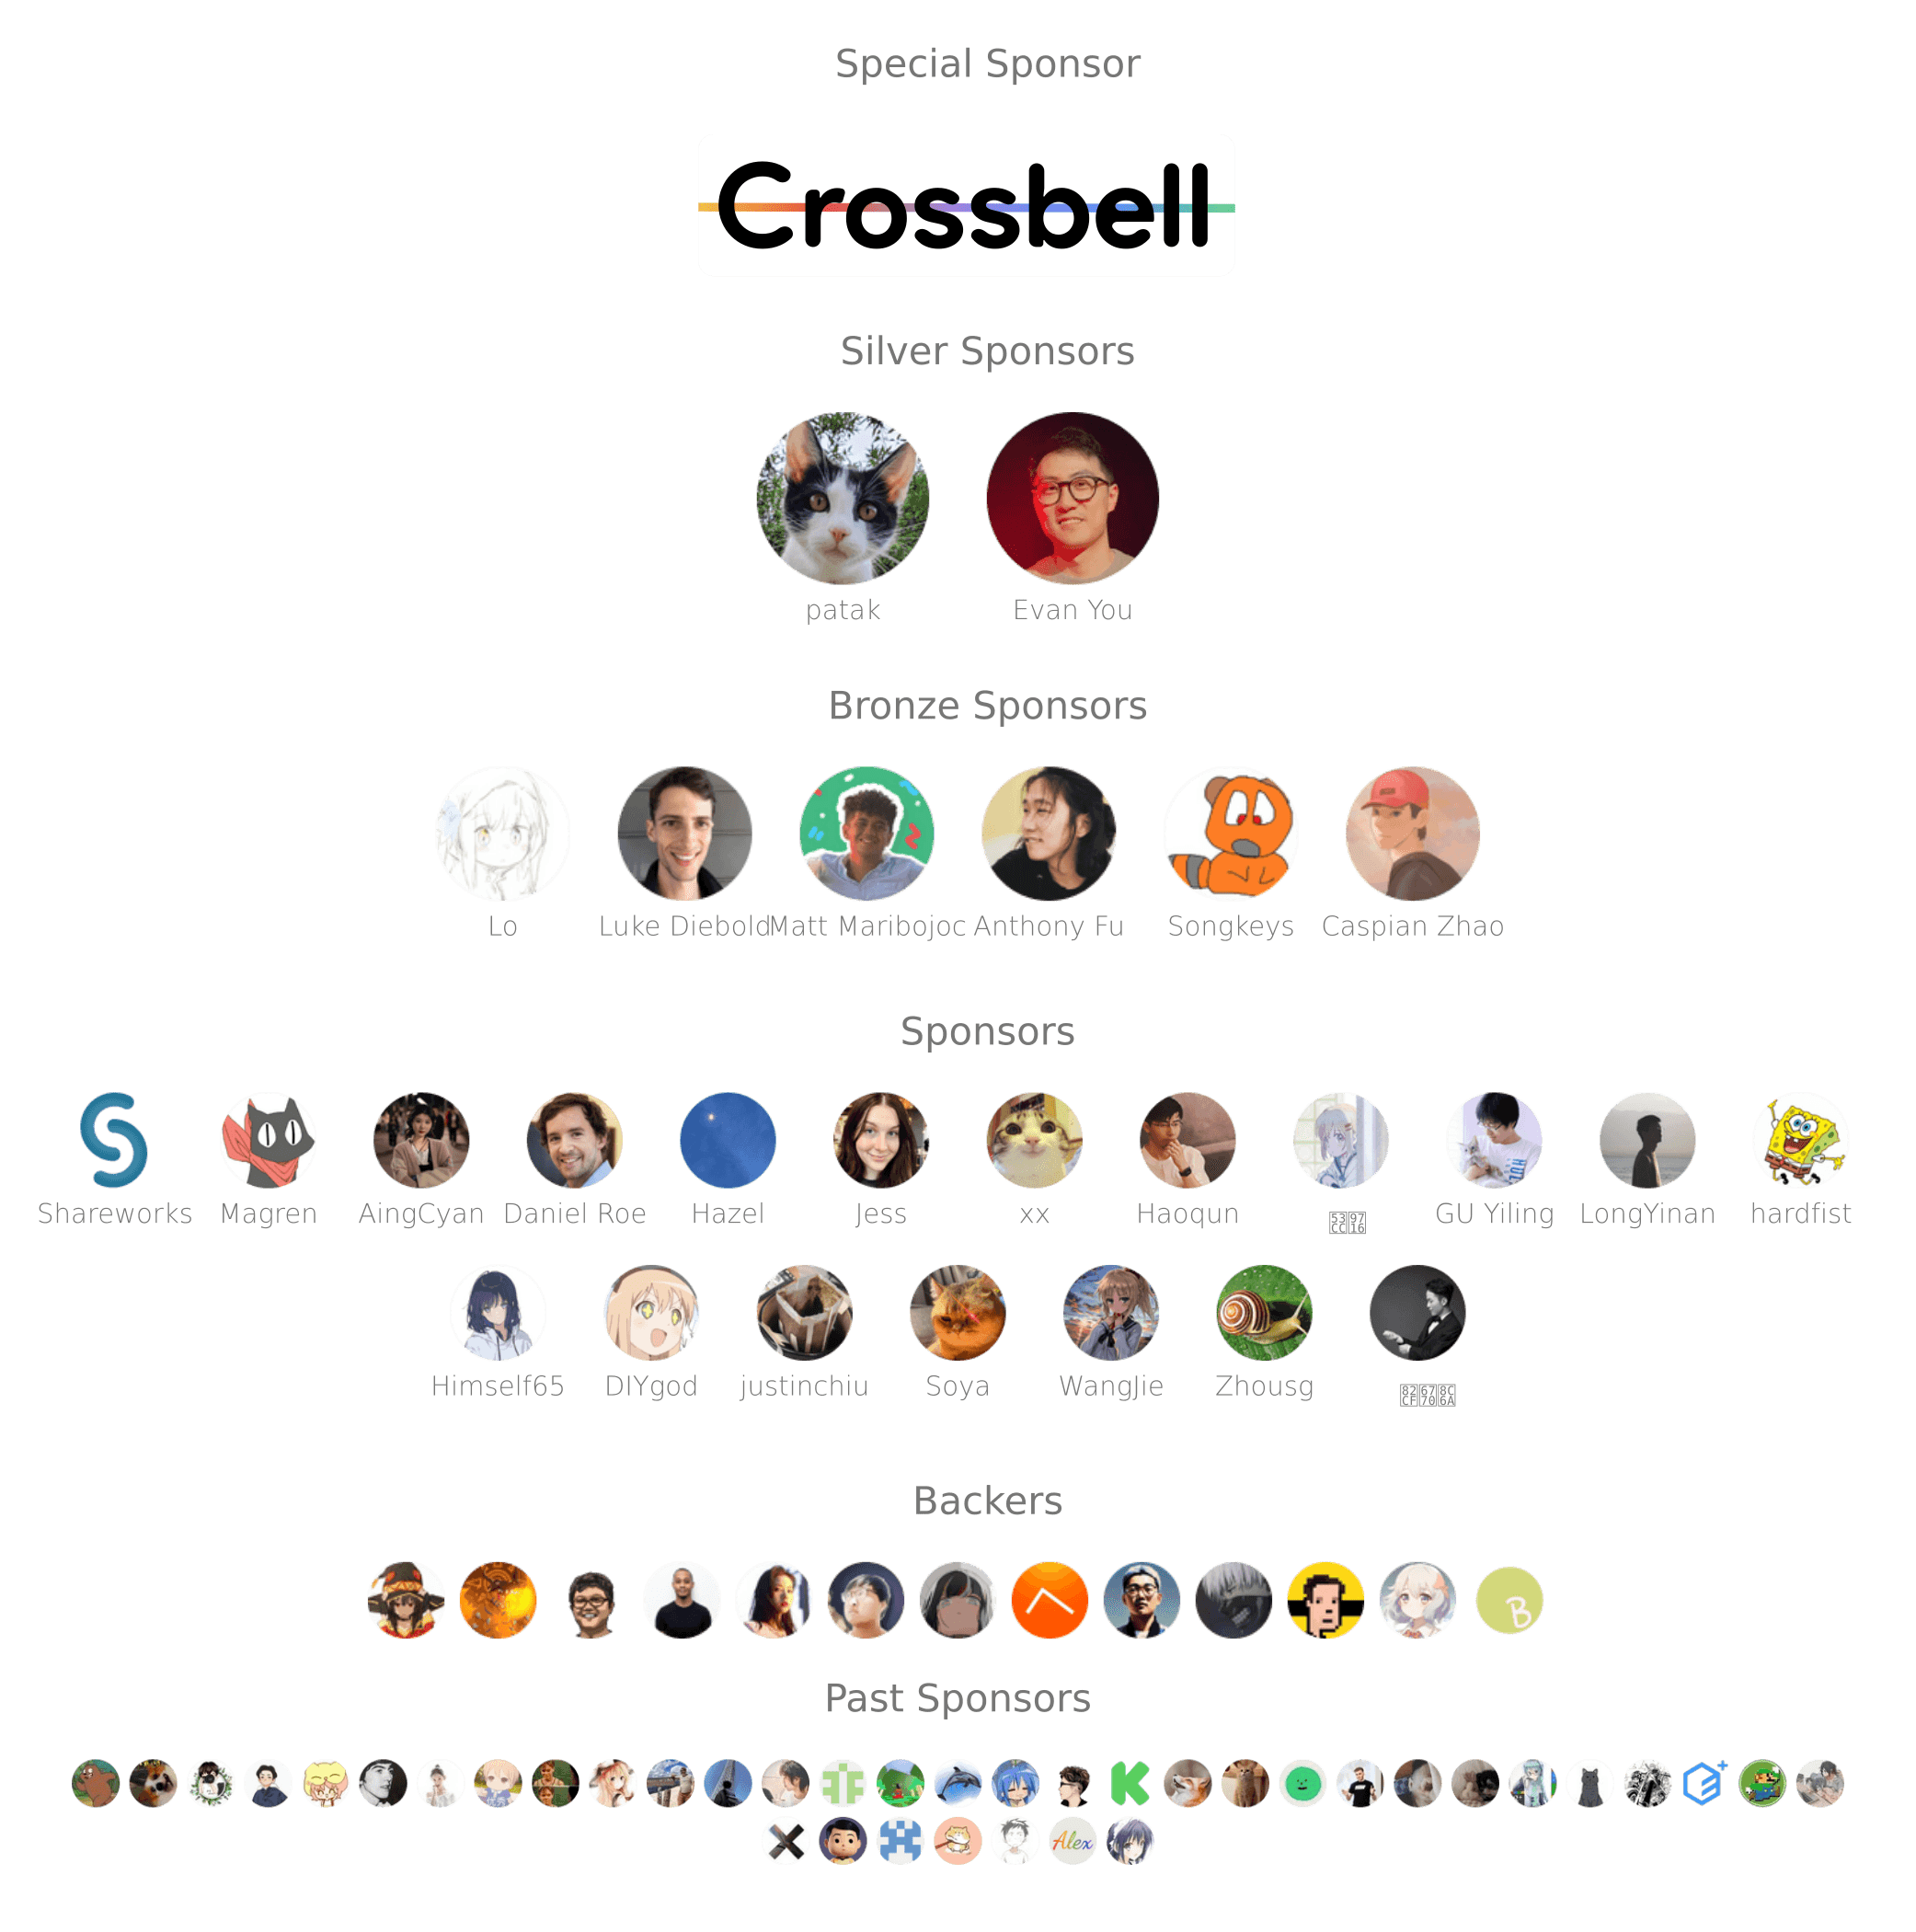 Special Sponsor
Crossbell
Silver Sponsors
patak Evan You
Bronze Sponsors
Lo Luke Diebold Matt Maribojoc Anthony Fu Songkeys Caspian Zhao
Sponsors
Shareworks Magren AingCyan Daniel Roe Hazel Jess xx Haoqun GU Yiling LongYinan hardfist
Himself65 DIYgod justinchiu Soya WangJie Zhousg
Backers
B
Past Sponsors
K
Alex